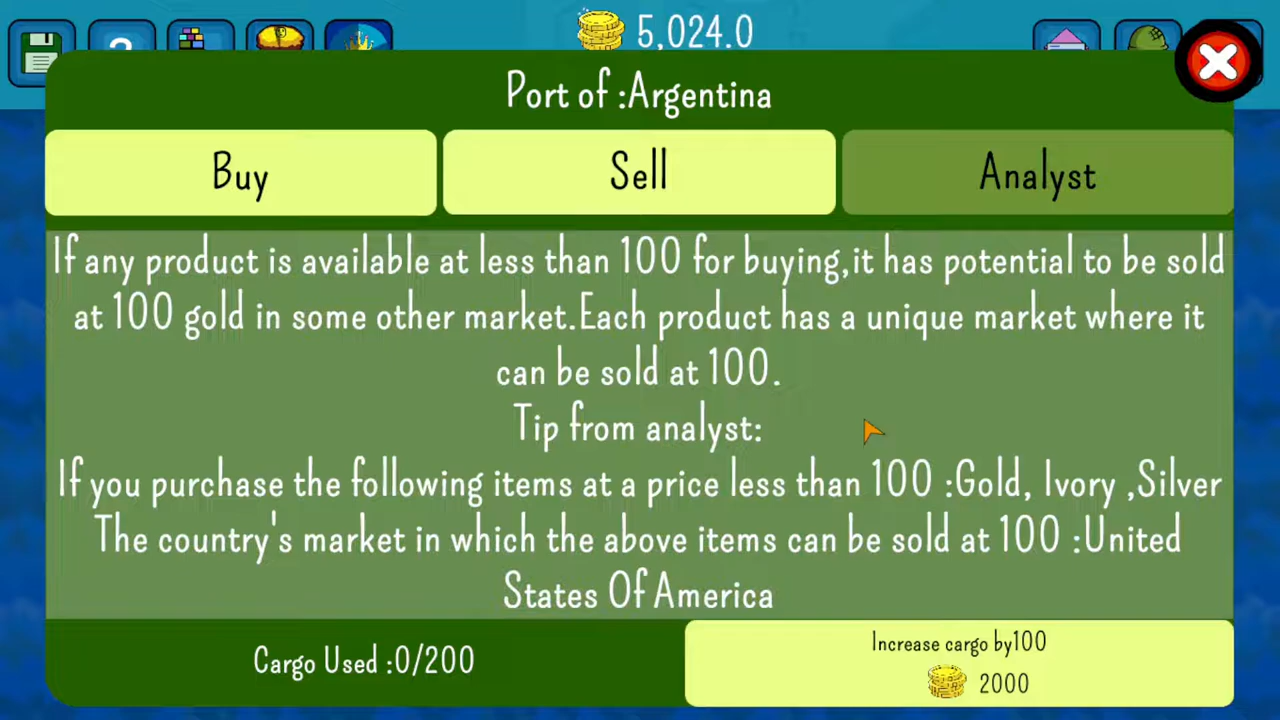 ?
5,024.0
Port of :Argentina
Buy
Sell
Analyst
If any product is available at less than 100 for buying,it has potential to be sold
at 100 gold in some other market.Each product has a unique market where it
can be sold at 100.
Tip from analyst:
If you purchase the following items at a price less than 100 :Gold, Ivory ,Silver
The country's market in which the above items can be sold at 100 :United
States Of America
Cargo Used :0/200
Increase cargo by100
2000